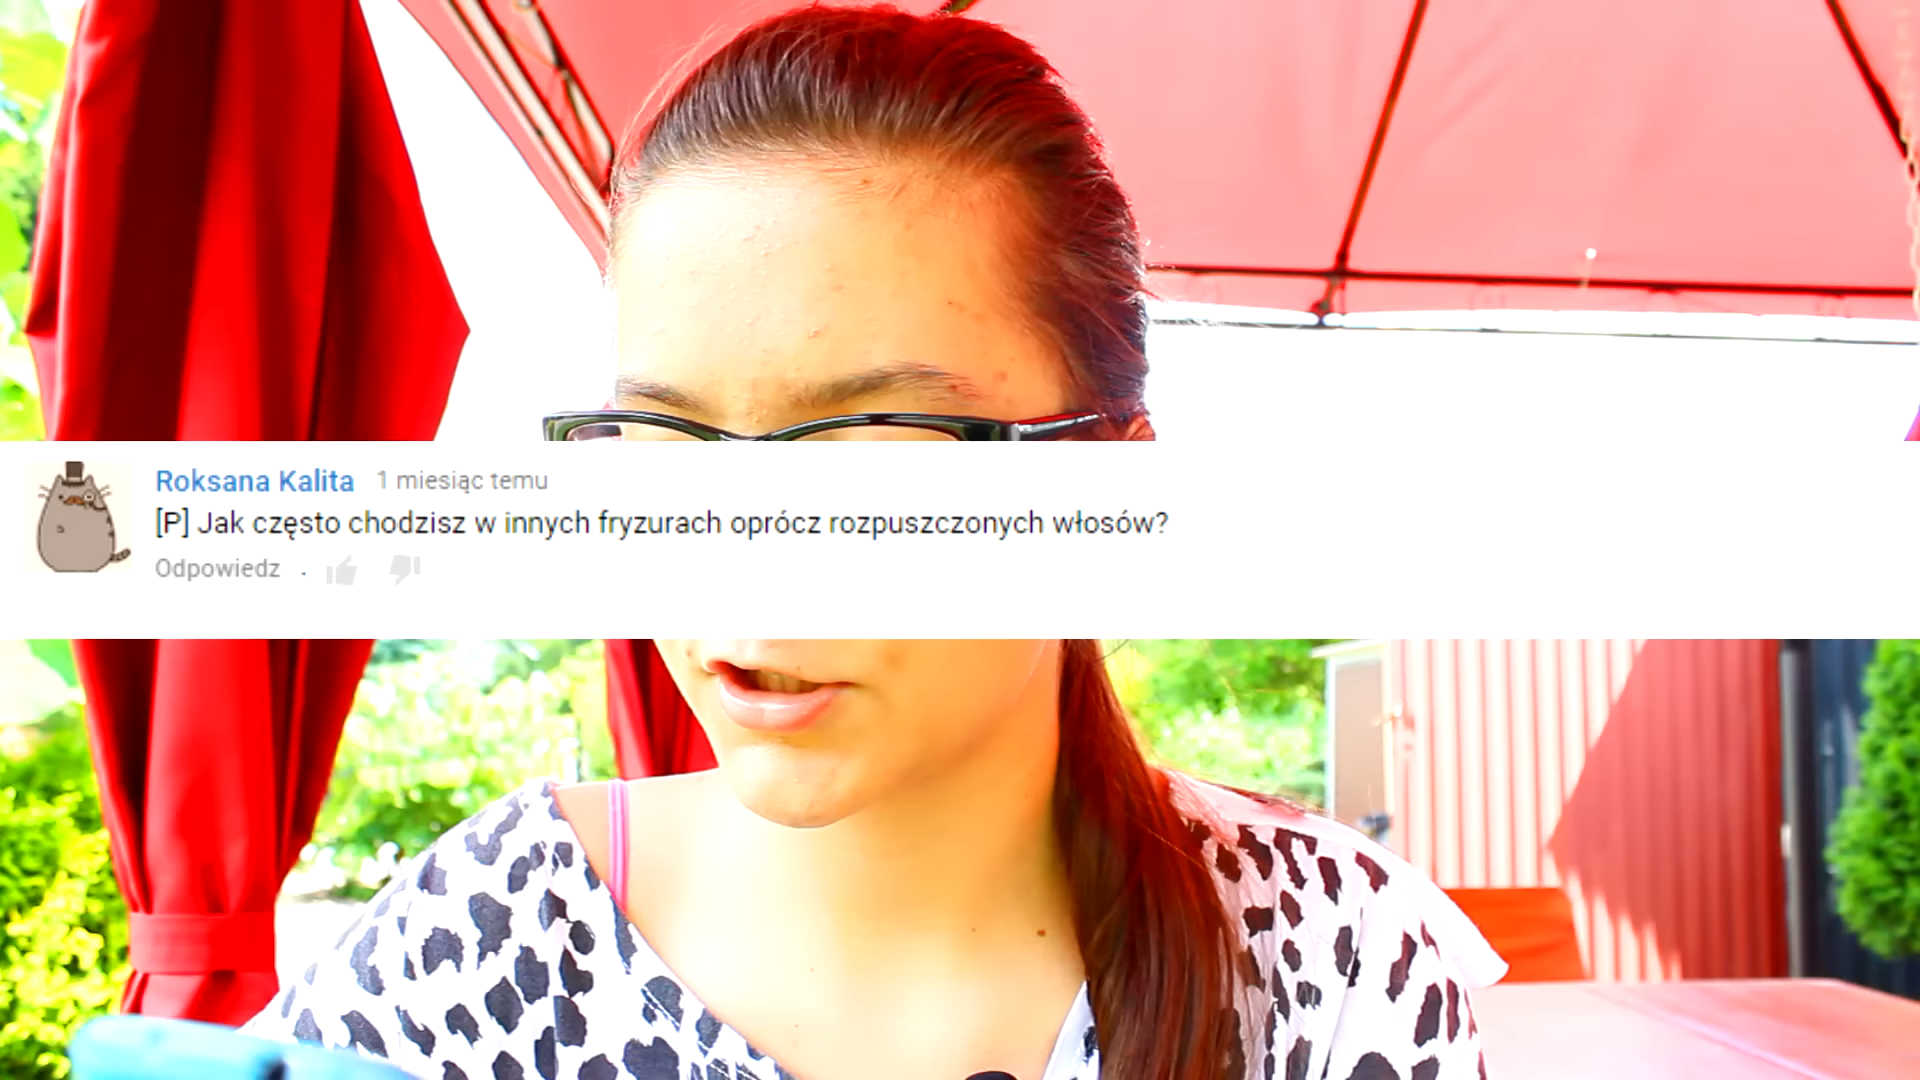 Roksana Kalita 1 miesiąc temu
[P] Jak często chodzisz w innych fryzurach oprócz rozpuszczonych włosów?
Odpowiedz .